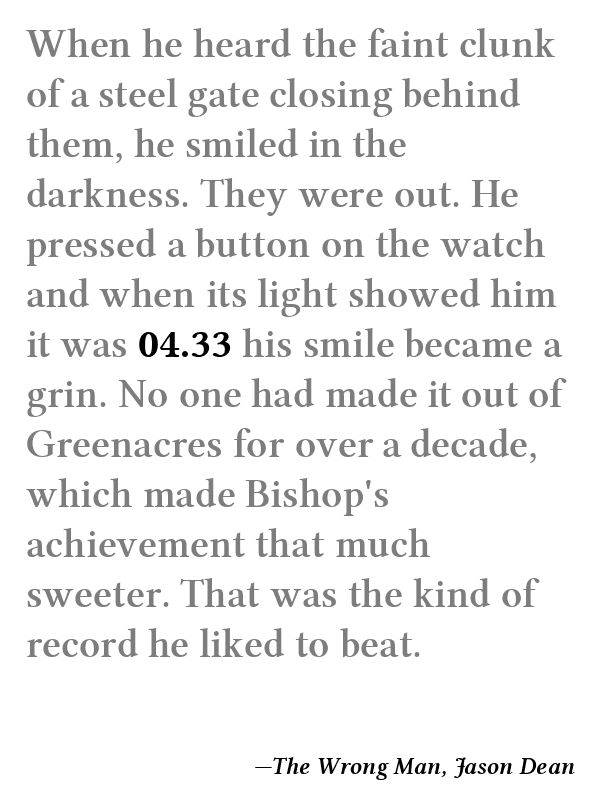 When he heard the faint clunk
of a steel gate closing behind
them, he smiled in the
darkness. They were out. He
pressed a button on the watch
and when its light showed him
it was 04.33 his smile became a
grin. No one had made it out of
Greenacres for over a decade,
which made Bishop's
achievement that much
sweeter. That was the kind of
record he liked to beat.
—The Wrong Man, Jason Dean